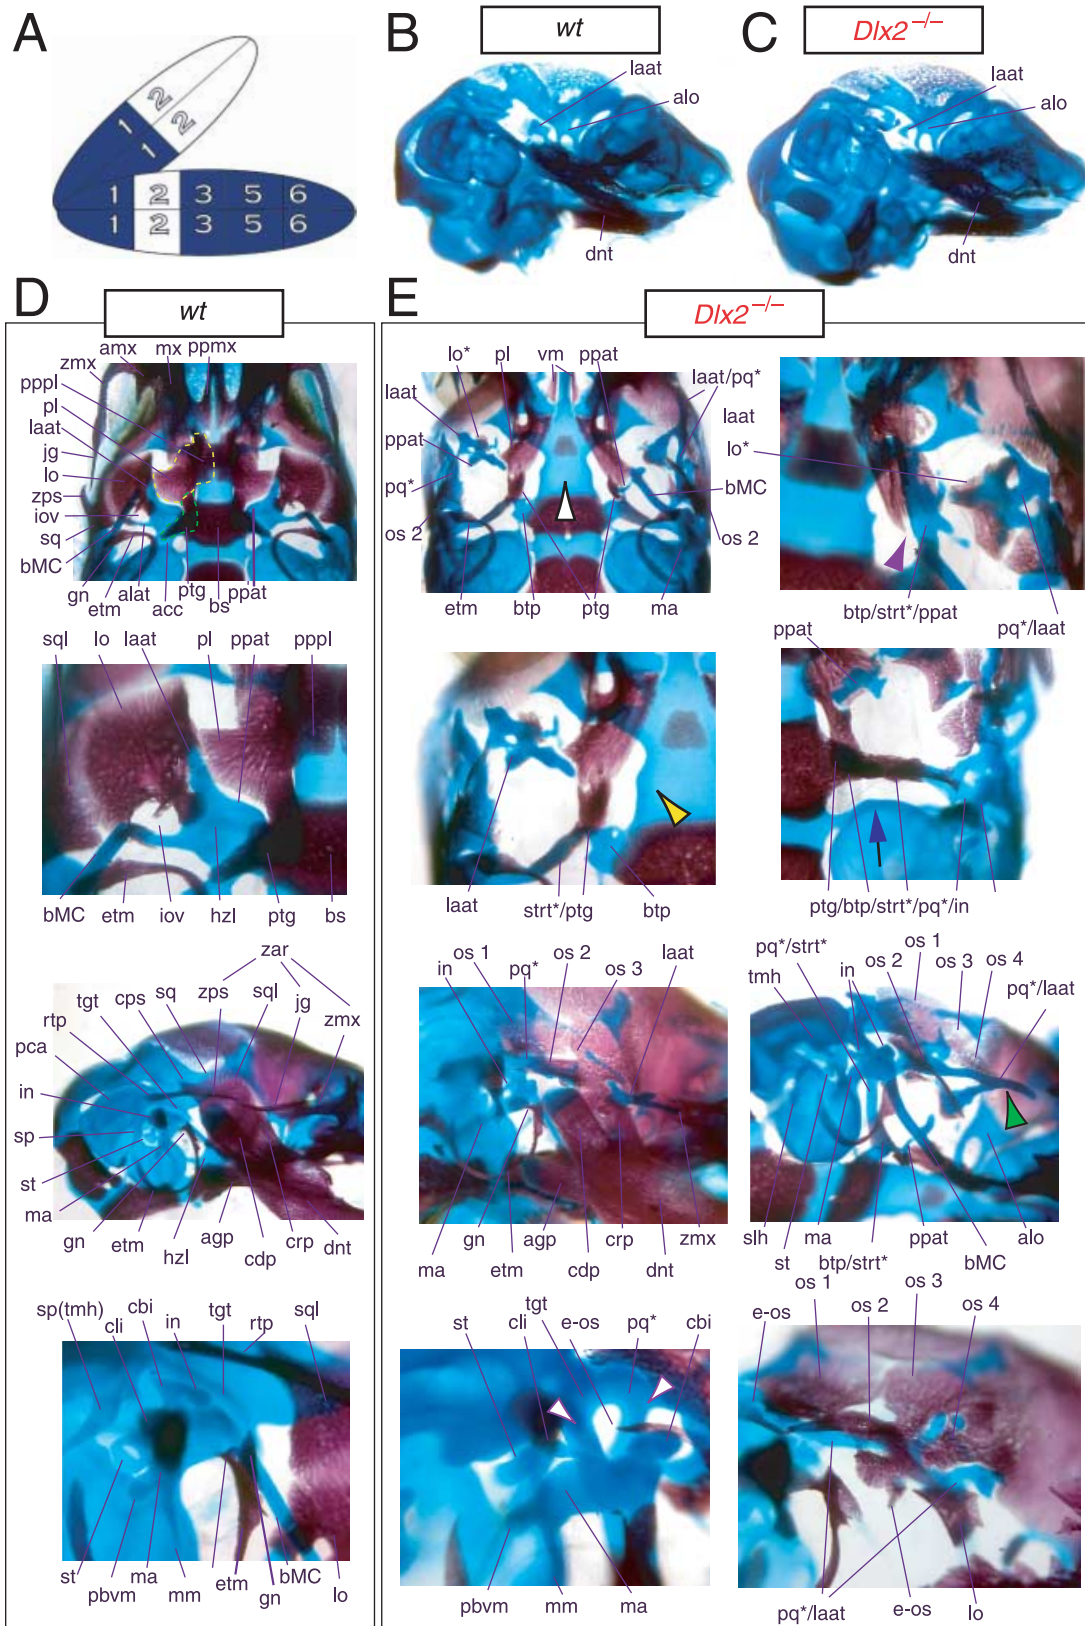 A
2
2
1
1
1 2 3 5 6
1 2 3 5 6
B
wt
laat
alo
dnt
C
Dlx2−/−
laat
alo
dnt
D
wt
amx mx ppmx
zmx
pppl
pl
laat
jg
lo
zps
iov
sq
bMC
gn etm alat acc ptg bs ppat
sql lo laat pl ppat pppl
bMC etm iov hzl ptg bs
zar
tgt cps sq zps sql jg zmx
rtp
pca
in
sp
st
ma
gn etm hzl agp cdp crp dnt
sp(tmh) cli cbi in tgt rtp sql
st pbvm ma mm etm gn bMC lo
E
Dlx2−/−
lo* pl vm ppat
laat laat/pq*
ppat
pq* bMC
os 2 os 2
etm btp ptg ma
laat
lo*
btp/strt*/ppat
pq*/laat
laat strt*/ptg btp
ppat
ptg/btp/strt*/pq*/in
in os 1 pq* os 2 os 3 laat
ma gn etm agp cdp crp dnt zmx
pq*/strt* os 1
tmh in os 2 os 3 os 4
pq*/laat
slh st ma btp/strt* ppat bMC alo
st cli tgt e-os pq* cbi
pbvm mm ma
os 1 os 3
e-os os 2 os 4
pq*/laat e-os lo